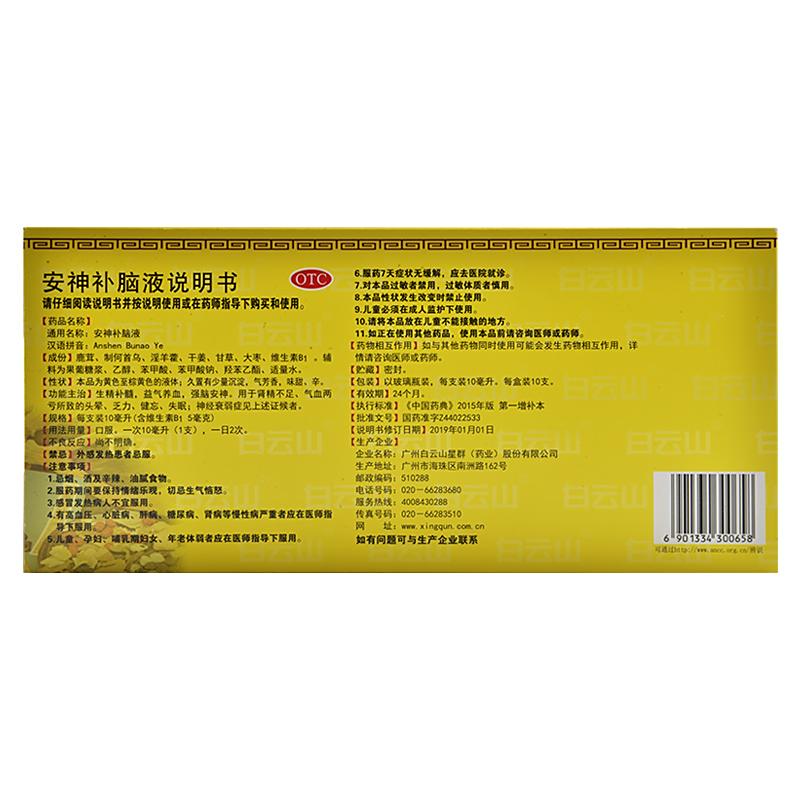 安神补脑液说明书
OTC
请仔细阅读说明书并按说明使用或在药师指导下购买和使用。
【药品名称】
通用名称：安神补脑液
汉语拼音：Anshen Bunao Ye
【成份】鹿茸、制何首乌、淫羊藿、干姜、甘草、大枣、维生素B₁。辅
料为果葡糖浆、乙醇、苯甲酸、苯甲酸钠、羟苯乙酯、适量水。
【性状】本品为黄色至棕黄色的液体；久置有少量沉淀，气芳香，味甜、辛。
【功能主治】生精补髓，益气养血，强脑安神。用于肾精不足、气血两
亏所致的头晕、乏力、健忘、失眠；神经衰弱症见上述证候者。
【规格】每支装10毫升(含维生素B₁ 5毫克)
【用法用量】口服。一次10毫升（1支），一日2次。
【不良反应】尚不明确。
【禁忌】外感发热患者忌服。
【注意事项】
1.忌烟、酒及辛辣、油腻食物。
2.服药期间要保持情绪乐观，切忌生气恼怒。
3.感冒发热病人不宜服用。
4.有高血压、心脏病、肝病、糖尿病、肾病等慢性病严重者应在医师指
导下服用。
5.儿童、孕妇、哺乳期妇女、年老体弱者应在医师指导下服用。
6.服药7天症状无缓解，应去医院就诊。
7.对本品过敏者禁用，过敏体质者慎用。
8.本品性状发生改变时禁止使用。
9.儿童必须在成人监护下使用。
10.请将本品放在儿童不能接触的地方。
11.如正在使用其他药品，使用本品前请咨询医师或药师。
【药物相互作用】如与其他药物同时使用可能会发生药物相互作用，详
情请咨询医师或药师。
【贮藏】密封。
【包装】以玻璃瓶装，每支装10毫升。每盒装10支。
【有效期】24个月。
【执行标准】《中国药典》2015年版 第一增补本
【批准文号】国药准字Z44022533
【说明书修订日期】2019年01月01日
【生产企业】
企业名称：广州白云山星群（药业）股份有限公司
生产地址：广州市海珠区南洲路162号
邮政编码：510288
电话号码：020－66283680
服务热线：4008430288
传真号码：020－66283510
网 址：www.xingqun.com.cn
如有问题可与生产企业联系
6 901334 300658
可通过http://www.ancc.org.cn/辨识
白云山